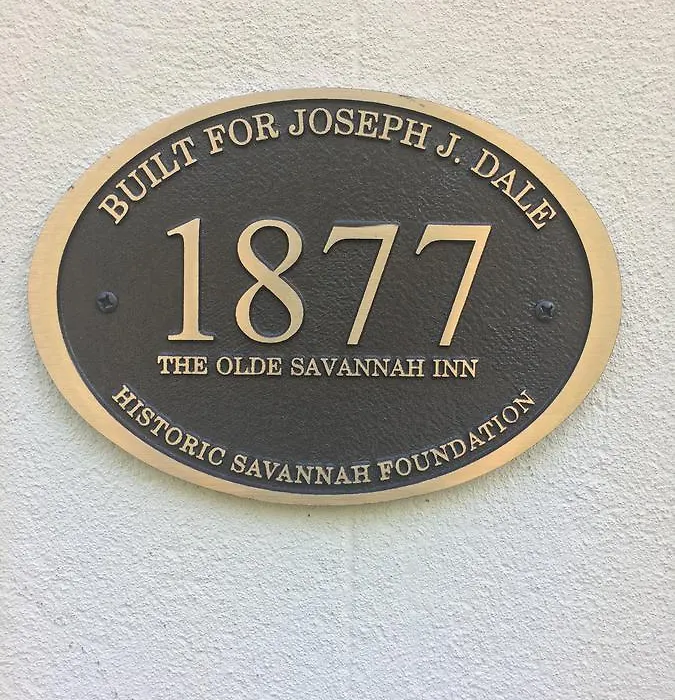 BUILT FOR JOSEPH J. DALE
1877
THE OLDE SAVANNAH INN
HISTORIC SAVANNAH FOUNDATION